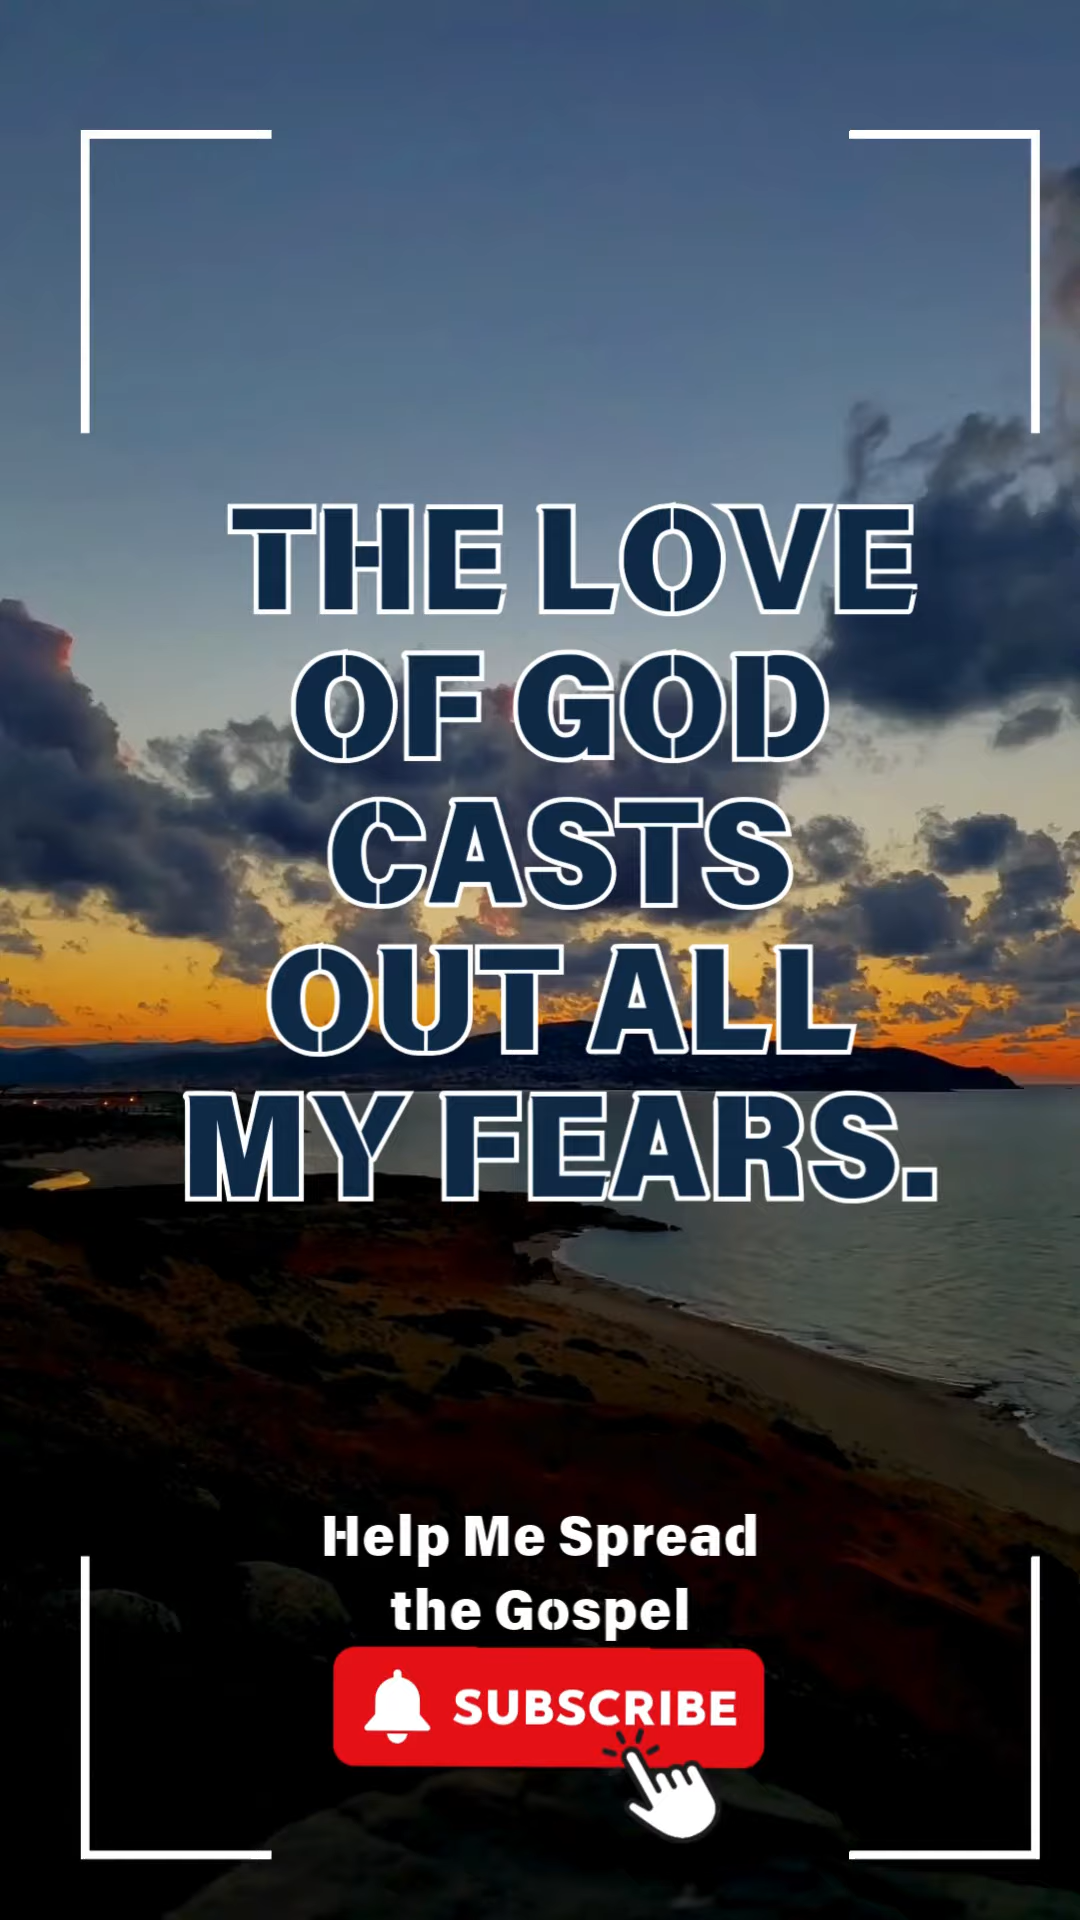 THE LOVE
OF GOD
CASTS
OUT ALL
MY FEARS.
Help Me Spread
the Gospel
SUBSCRIBE